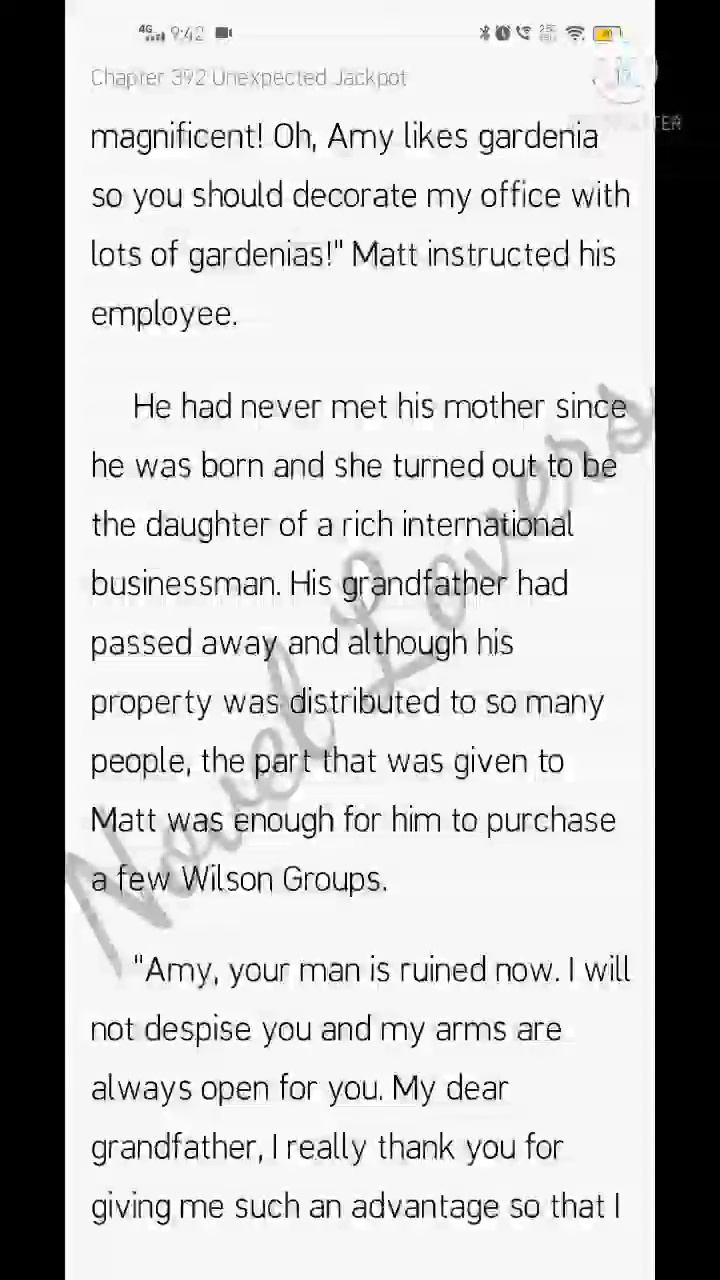 4G 9:42
Chapter 392 Unexpected Jackpot
magnificent! Oh, Amy likes gardenia
so you should decorate my office with
lots of gardenias!" Matt instructed his
employee.
He had never met his mother since
he was born and she turned out to be
the daughter of a rich international
businessman. His grandfather had
passed away and although his
property was distributed to so many
people, the part that was given to
Matt was enough for him to purchase
a few Wilson Groups.
"Amy, your man is ruined now. I will
not despise you and my arms are
always open for you. My dear
grandfather, I really thank you for
giving me such an advantage so that I
Novel Lovers